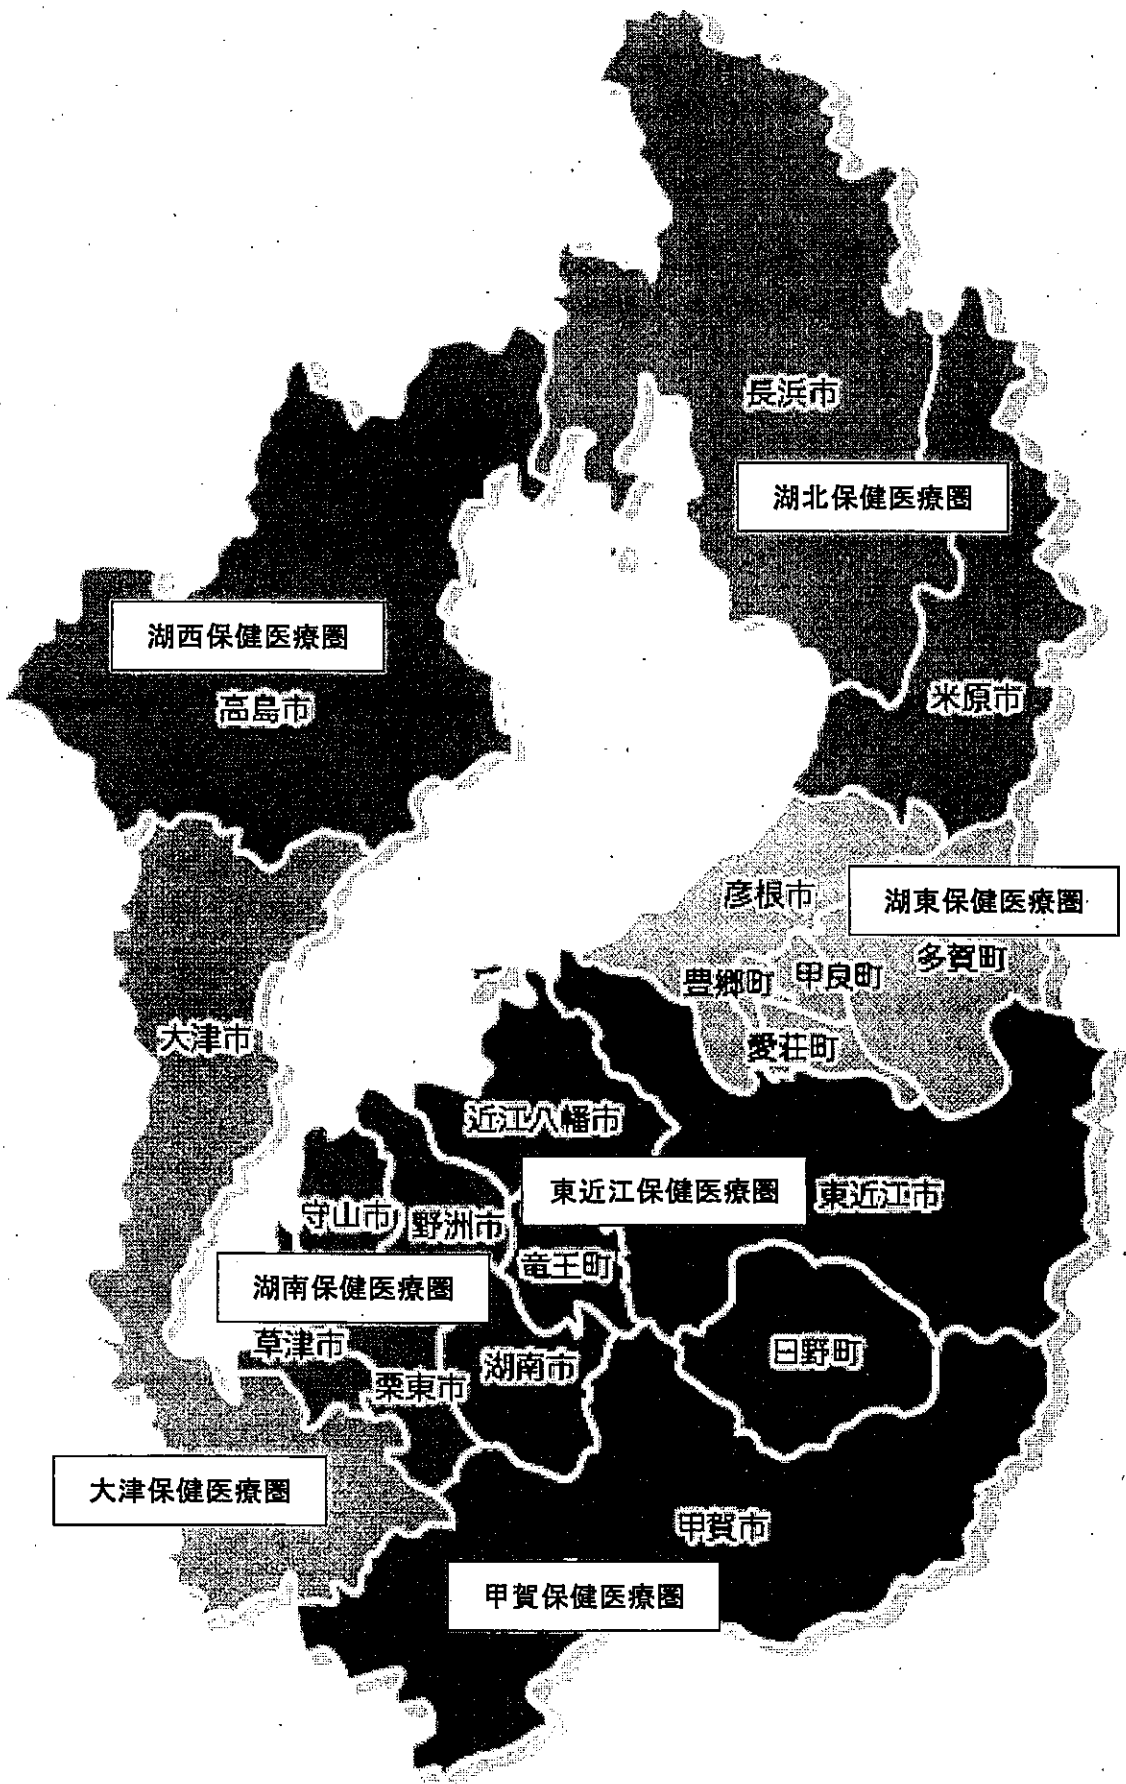 長浜市
湖北保健医療圏
湖西保健医療圏
高島市
米原市
彦根市
湖東保健医療圏
多賀町
豊郷町
甲良町
愛荘町
大津市
近江八幡市
東近江保健医療圏
東近江市
守山市
野洲市
竜王町
湖南保健医療圏
草津市
湖南市
日野町
栗東市
大津保健医療圏
甲賀市
甲賀保健医療圏